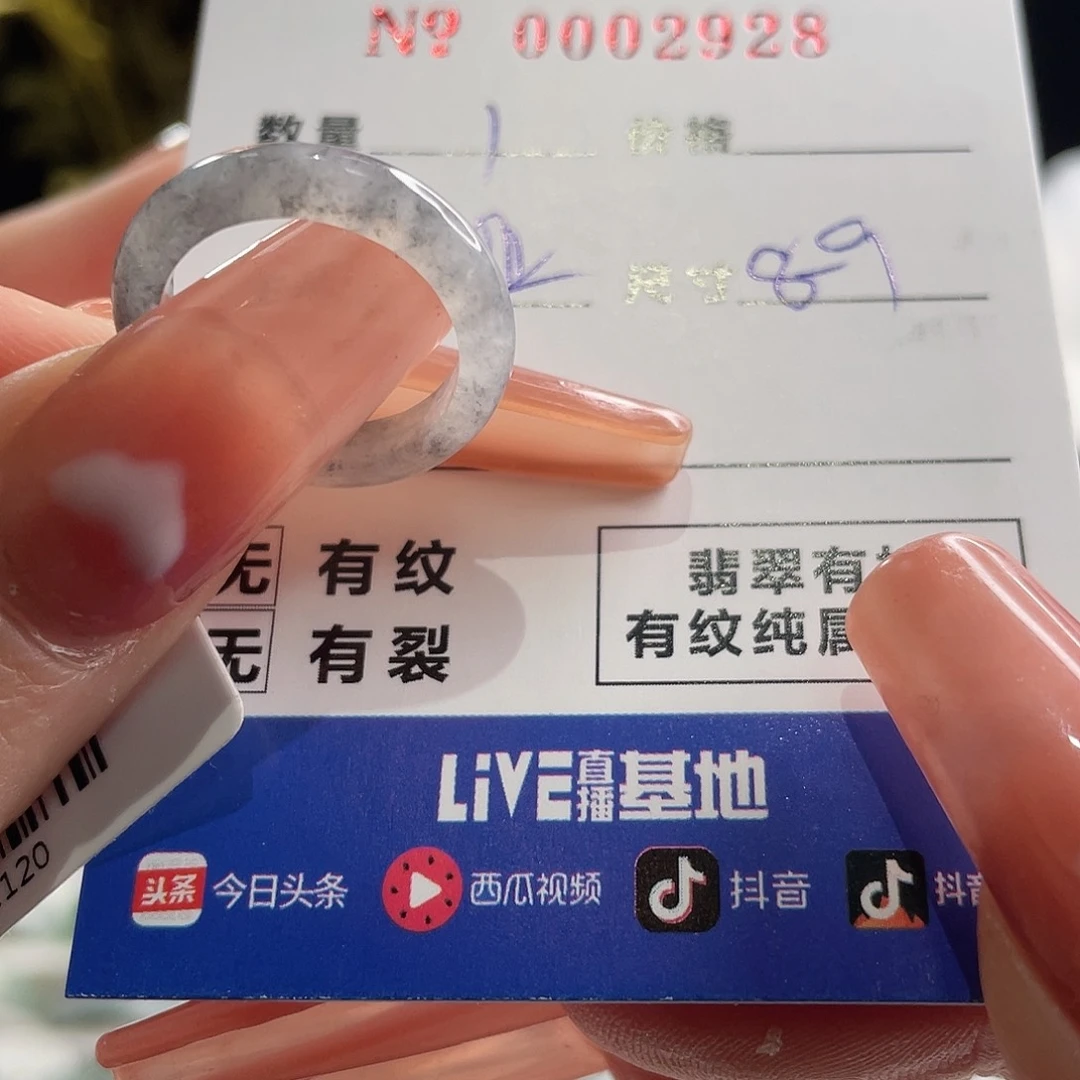 Nº 0002928
数量 1 价格
尺寸 89
无 有纹 翡翠有
无 有裂 有纹纯属
LiVE直播基地
头条 今日头条 西瓜视频 抖音 抖音
120